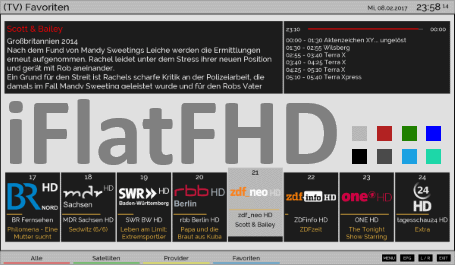 (TV) Favoriten
Mi, 08.02.2017 23:58 14
Scott & Bailey
Großbritannien 2014
Nach dem Fund von Mandy Sweetings Leiche werden die Ermittlungen
erneut aufgenommen. Rachel leidet unter dem Stress ihrer neuen Position
und gerät mit Rob aneinander.
Ein Grund für den Streit ist Rachels scharfe Kritik an der Polizeiarbeit, die
damals im Fall Mandy Sweeting geleistet wurde und für den Robs Vater
23:10 00:00
00:00 - 01:30 Aktenzeichen XY... ungelöst
01:30 - 02:55 Wilsberg
02:55 - 03:40 Terra X
03:40 - 04:25 Terra X
04:25 - 05:10 Terra X
05:10 - 05:40 Terra Xpress
iFlatFHD
17 18 19 20 21 22 23 24
BR HD NORD
BR Fernsehen
Philomena - Eine
Mutter sucht
mdr HD Sachsen
MDR Sachsen HD
Sedwitz (6/6)
SWR HD Baden-Württemberg
SWR BW HD
Leben am Limit:
Extremsportler
rbb HD Berlin
rbb Berlin HD
Papa und die
Braut aus Kuba
zdf_neo HD
zdf_neo HD
Scott & Bailey
zdf info HD
ZDFinfo HD
ZDFzeit
one HD
ONE HD
The Tonight
Show Starring
24 HD
tagesschau24 HD
Extra
Alle Satelliten Provider Favoriten
MENU EPG L / R EXIT